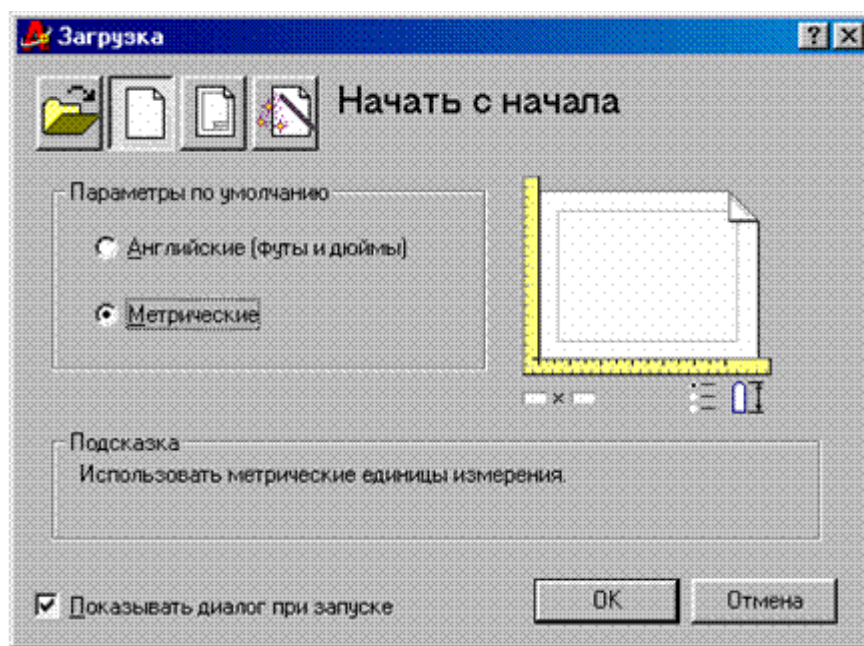 Загрузка
Начать с начала
Параметры по умолчанию
Английские (футы и дюймы)
Метрические
Подсказка
Использовать метрические единицы измерения.
Показывать диалог при запуске
OK
Отмена